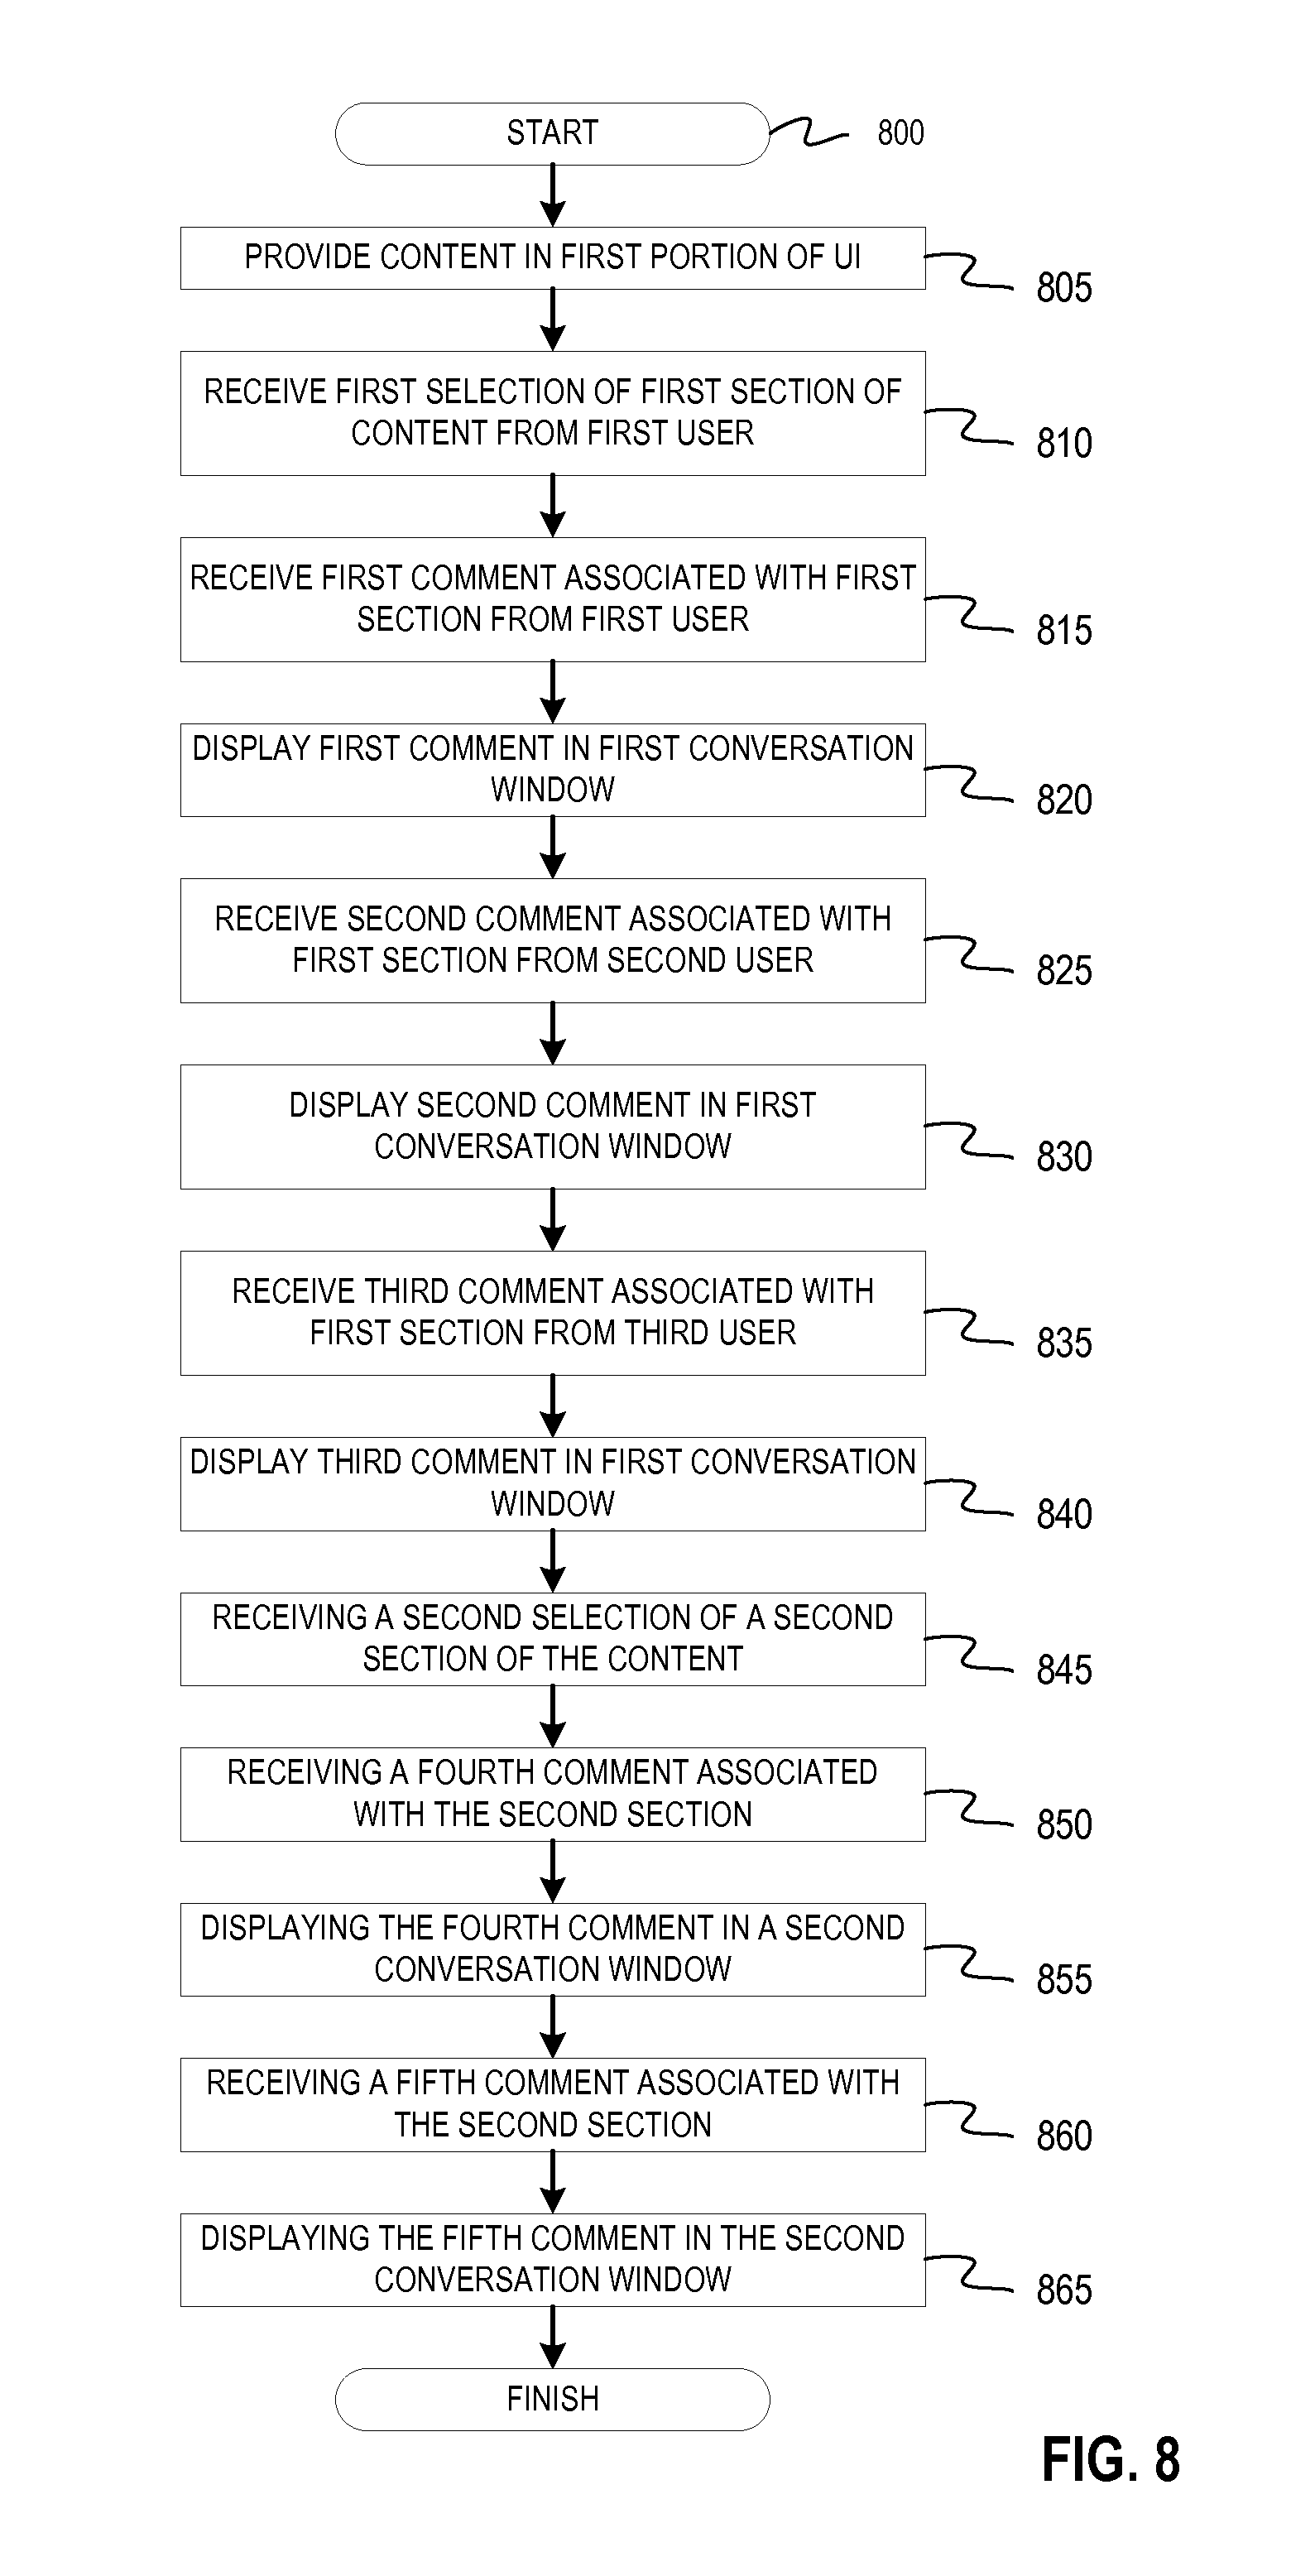 START
800
PROVIDE CONTENT IN FIRST PORTION OF UI
805
RECEIVE FIRST SELECTION OF FIRST SECTION OF
CONTENT FROM FIRST USER
810
RECEIVE FIRST COMMENT ASSOCIATED WITH FIRST
SECTION FROM FIRST USER
815
DISPLAY FIRST COMMENT IN FIRST CONVERSATION
WINDOW
820
RECEIVE SECOND COMMENT ASSOCIATED WITH
FIRST SECTION FROM SECOND USER
825
DISPLAY SECOND COMMENT IN FIRST
CONVERSATION WINDOW
830
RECEIVE THIRD COMMENT ASSOCIATED WITH
FIRST SECTION FROM THIRD USER
835
DISPLAY THIRD COMMENT IN FIRST CONVERSATION
WINDOW
840
RECEIVING A SECOND SELECTION OF A SECOND
SECTION OF THE CONTENT
845
RECEIVING A FOURTH COMMENT ASSOCIATED
WITH THE SECOND SECTION
850
DISPLAYING THE FOURTH COMMENT IN A SECOND
CONVERSATION WINDOW
855
RECEIVING A FIFTH COMMENT ASSOCIATED WITH
THE SECOND SECTION
860
DISPLAYING THE FIFTH COMMENT IN THE SECOND
CONVERSATION WINDOW
865
FINISH
FIG. 8